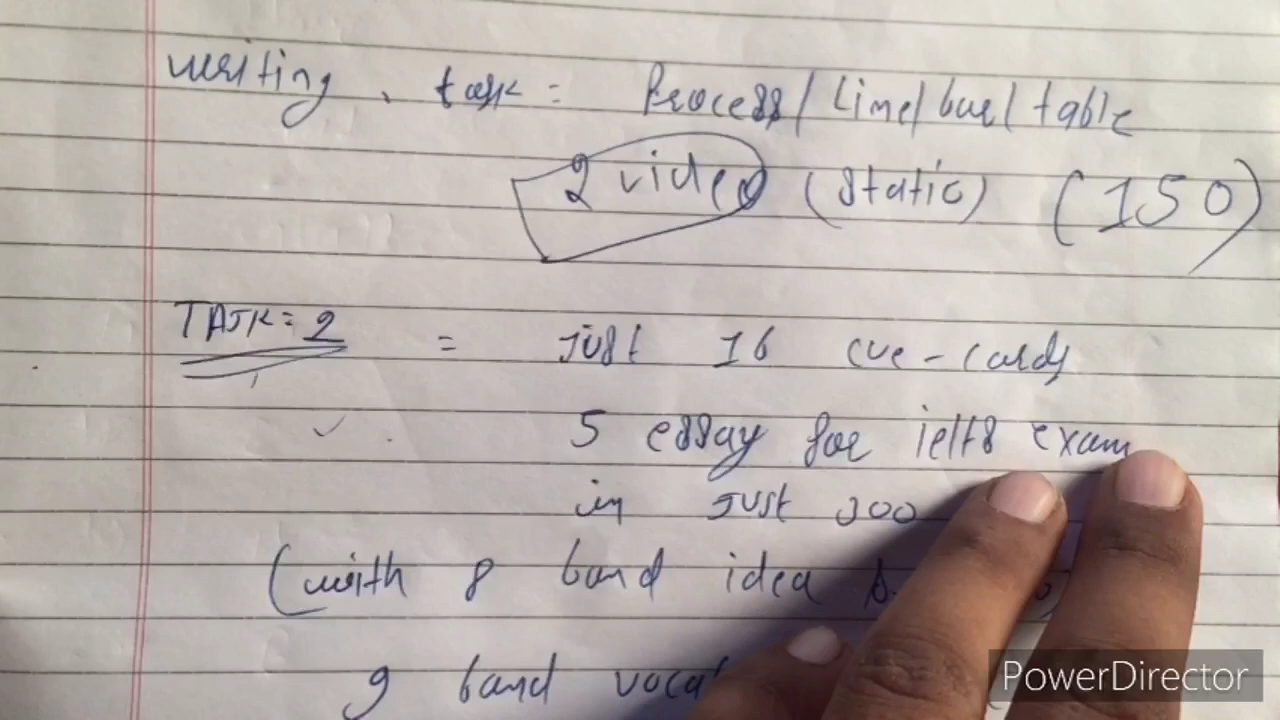 writing, task = Process/Line/bar/table
2 video (static) (150)
TASK = 2 = Just 16 cue-cards
5 essay for ielts exam
in Just 300
(with 8 band idea
9 band
PowerDirector